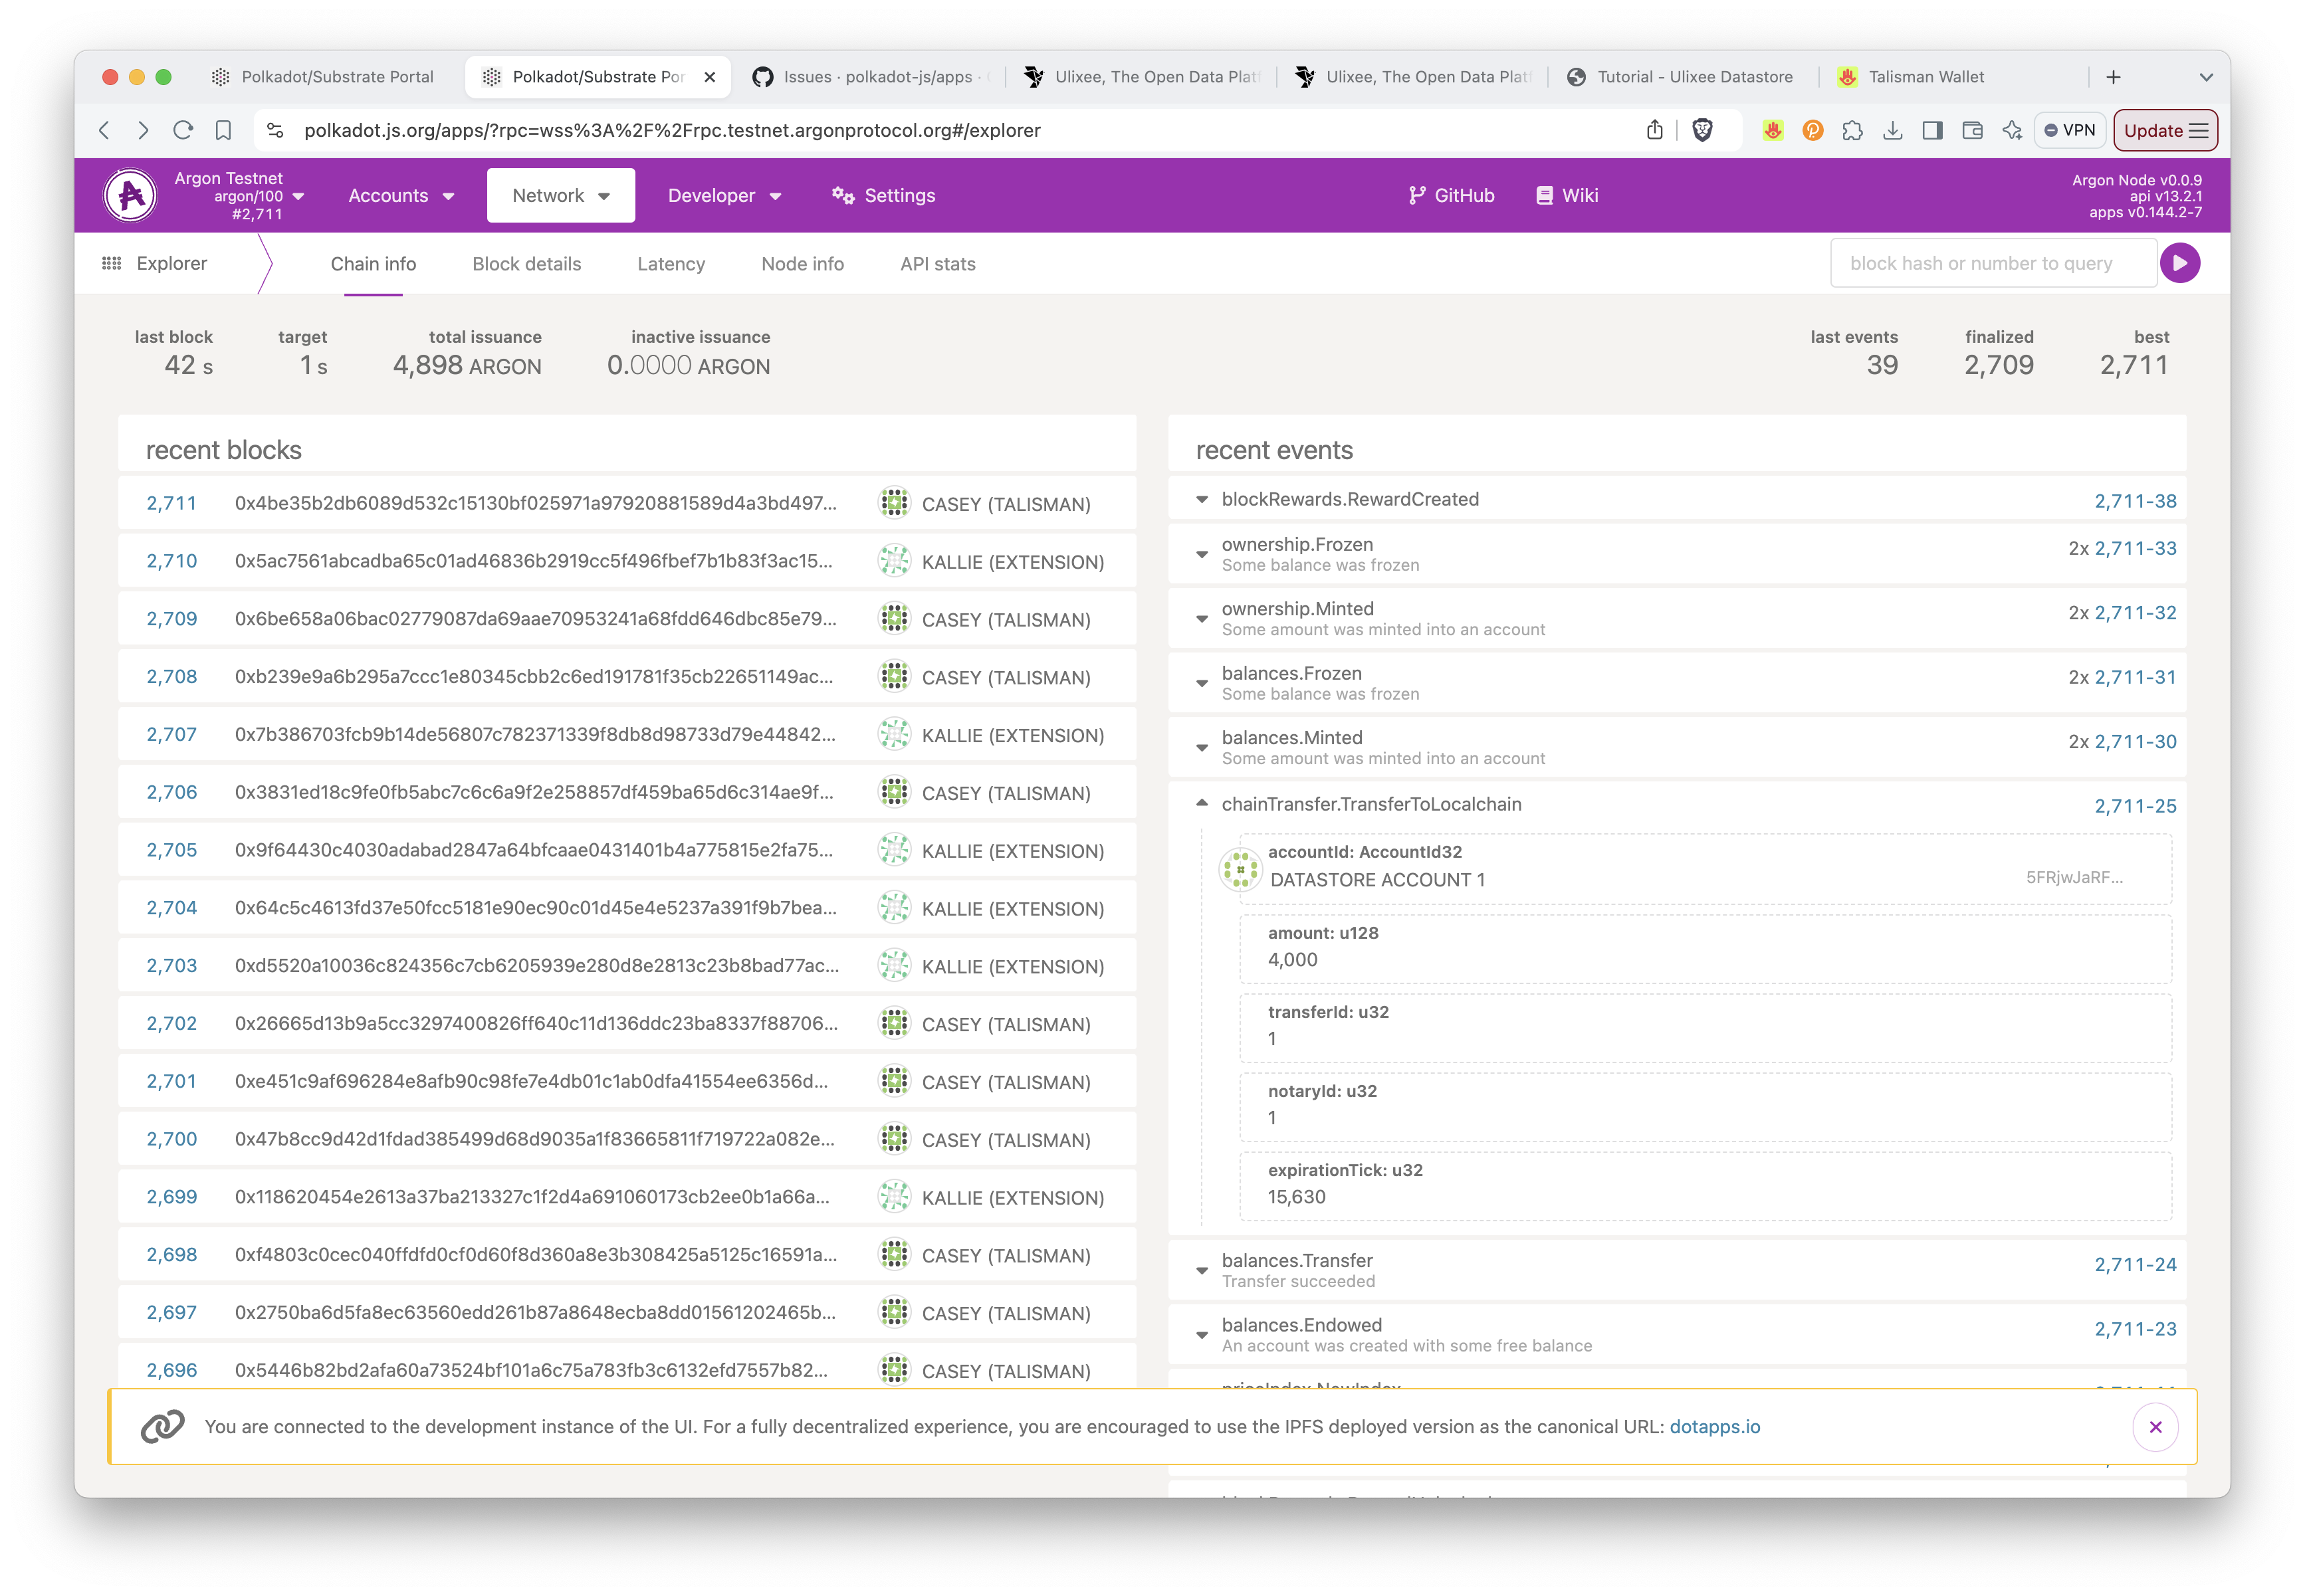 Polkadot/Substrate Portal
Polkadot/Substrate Por
Issues · polkadot-js/apps ·
Ulixee, The Open Data Platf
Ulixee, The Open Data Platf
Tutorial - Ulixee Datastore
Talisman Wallet
polkadot.js.org/apps/?rpc=wss%3A%2F%2Frpc.testnet.argonprotocol.org#/explorer
VPN
Update
Argon Testnet
argon/100
#2,711
Accounts
Network
Developer
Settings
GitHub
Wiki
Argon Node v0.0.9
api v13.2.1
apps v0.144.2-7
Explorer
Chain info
Block details
Latency
Node info
API stats
block hash or number to query
last block
42 s
target
1 s
total issuance
4,898 ARGON
inactive issuance
0.0000 ARGON
last events
39
finalized
2,709
best
2,711
recent blocks
2,711 0x4be35b2db6089d532c15130bf025971a97920881589d4a3bd497... CASEY (TALISMAN)
2,710 0x5ac7561abcadba65c01ad46836b2919cc5f496fbef7b1b83f3ac15... KALLIE (EXTENSION)
2,709 0x6be658a06bac02779087da69aae70953241a68fdd646dbc85e79... CASEY (TALISMAN)
2,708 0xb239e9a6b295a7ccc1e80345cbb2c6ed191781f35cb22651149ac... CASEY (TALISMAN)
2,707 0x7b386703fcb9b14de56807c782371339f8db8d98733d79e44842... KALLIE (EXTENSION)
2,706 0x3831ed18c9fe0fb5abc7c6c6a9f2e258857df459ba65d6c314ae9f... CASEY (TALISMAN)
2,705 0x9f64430c4030adabad2847a64bfcaae0431401b4a775815e2fa75... KALLIE (EXTENSION)
2,704 0x64c5c4613fd37e50fcc5181e90ec90c01d45e4e5237a391f9b7bea... KALLIE (EXTENSION)
2,703 0xd5520a10036c824356c7cb6205939e280d8e2813c23b8bad77ac... KALLIE (EXTENSION)
2,702 0x26665d13b9a5cc3297400826ff640c11d136ddc23ba8337f88706... CASEY (TALISMAN)
2,701 0xe451c9af696284e8afb90c98fe7e4db01c1ab0dfa41554ee6356d... CASEY (TALISMAN)
2,700 0x47b8cc9d42d1fdad385499d68d9035a1f83665811f719722a082e... CASEY (TALISMAN)
2,699 0x118620454e2613a37ba213327c1f2d4a691060173cb2ee0b1a66a... KALLIE (EXTENSION)
2,698 0xf4803c0cec040ffdfd0cf0d60f8d360a8e3b308425a5125c16591a... CASEY (TALISMAN)
2,697 0x2750ba6d5fa8ec63560edd261b87a8648ecba8dd01561202465b... CASEY (TALISMAN)
2,696 0x5446b82bd2afa60a73524bf101a6c75a783fb3c6132efd7557b82... CASEY (TALISMAN)
recent events
blockRewards.RewardCreated 2,711-38
ownership.Frozen 2x 2,711-33
Some balance was frozen
ownership.Minted 2x 2,711-32
Some amount was minted into an account
balances.Frozen 2x 2,711-31
Some balance was frozen
balances.Minted 2x 2,711-30
Some amount was minted into an account
chainTransfer.TransferToLocalchain 2,711-25
accountId: AccountId32
DATASTORE ACCOUNT 1 5FRjwJaRF...
amount: u128
4,000
transferId: u32
1
notaryId: u32
1
expirationTick: u32
15,630
balances.Transfer 2,711-24
Transfer succeeded
balances.Endowed 2,711-23
An account was created with some free balance
You are connected to the development instance of the UI. For a fully decentralized experience, you are encouraged to use the IPFS deployed version as the canonical URL: dotapps.io